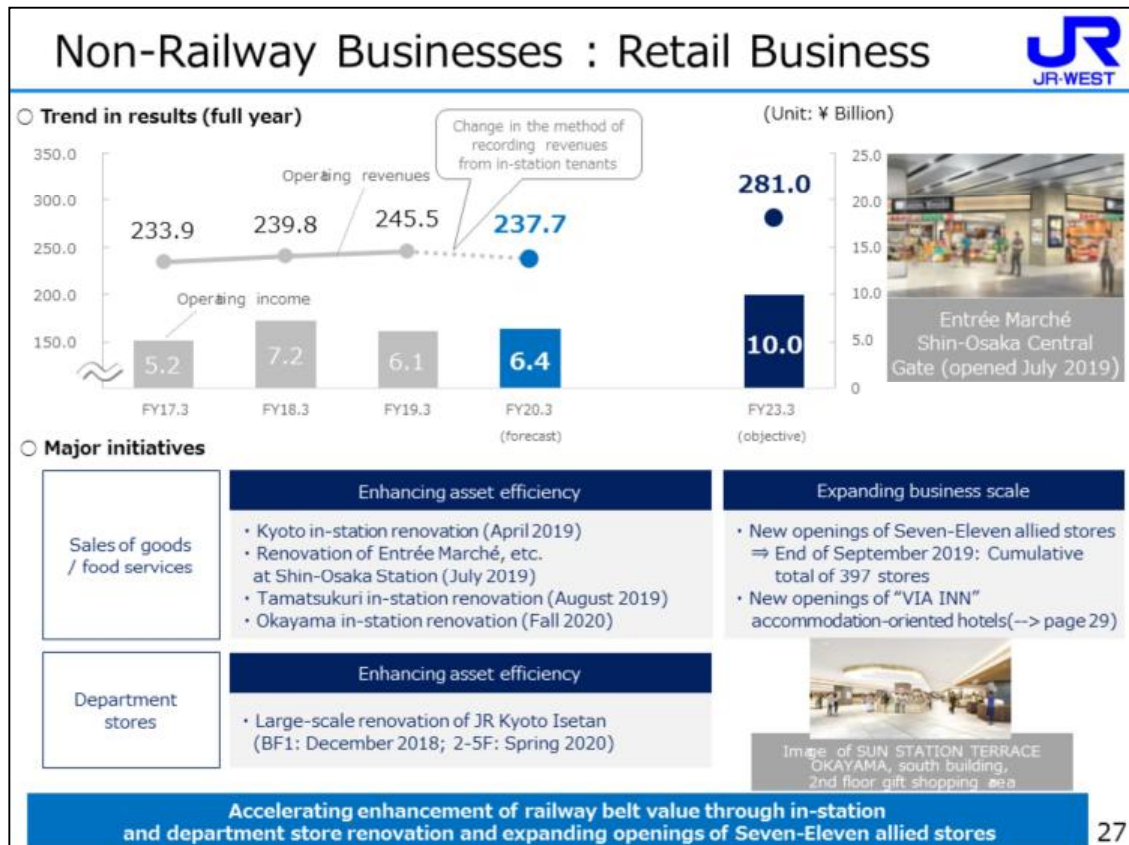 Non-Railway Businesses : Retail Business
JR
JR-WEST
○ Trend in results (full year)
(Unit: ¥ Billion)
Change in the method of
recording revenues
from in-station tenants
350.0
300.0
250.0
200.0
150.0
25.0
20.0
15.0
10.0
5.0
0
Operating revenues
233.9
239.8
245.5
237.7
281.0
Operating income
5.2
7.2
6.1
6.4
10.0
FY17.3
FY18.3
FY19.3
FY20.3
(forecast)
FY23.3
(objective)
Entrée Marché
Shin-Osaka Central
Gate (opened July 2019)
○ Major initiatives
Sales of goods
/ food services
Enhancing asset efficiency
・Kyoto in-station renovation (April 2019)
・Renovation of Entrée Marché, etc.
at Shin-Osaka Station (July 2019)
・Tamatsukuri in-station renovation (August 2019)
・Okayama in-station renovation (Fall 2020)
Expanding business scale
・New openings of Seven-Eleven allied stores
⇒ End of September 2019: Cumulative
total of 397 stores
・New openings of “VIA INN”
accommodation-oriented hotels(--> page 29)
Department
stores
Enhancing asset efficiency
・Large-scale renovation of JR Kyoto Isetan
(BF1: December 2018; 2-5F: Spring 2020)
Image of SUN STATION TERRACE
OKAYAMA, south building,
2nd floor gift shopping area
Accelerating enhancement of railway belt value through in-station
and department store renovation and expanding openings of Seven-Eleven allied stores
27